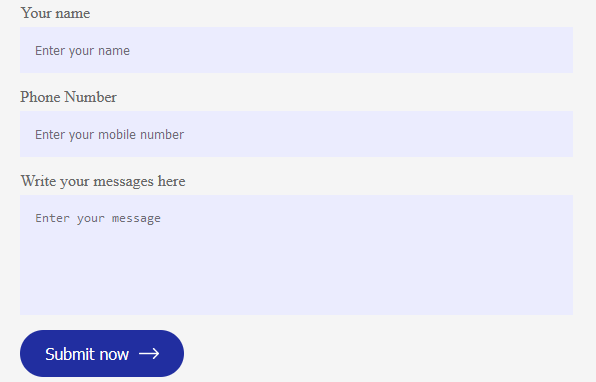 Your name
Enter your name
Phone Number
Enter your mobile number
Write your messages here
Enter your message
Submit now